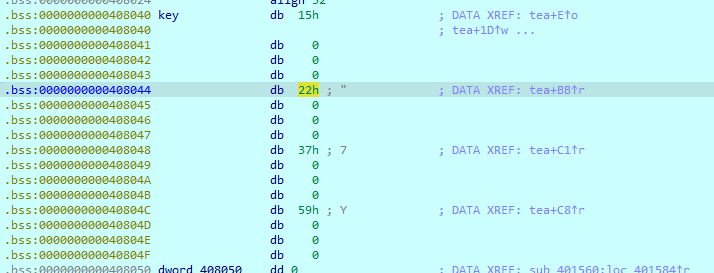 .bss:0000000000408024 align 32
.bss:0000000000408040 key db 15h ; DATA XREF: tea+E↑o
.bss:0000000000408040 ; tea+1D↑w ...
.bss:0000000000408041 db 0
.bss:0000000000408042 db 0
.bss:0000000000408043 db 0
.bss:0000000000408044 db 22h ; " ; DATA XREF: tea+BB↑r
.bss:0000000000408045 db 0
.bss:0000000000408046 db 0
.bss:0000000000408047 db 0
.bss:0000000000408048 db 37h ; 7 ; DATA XREF: tea+C1↑r
.bss:0000000000408049 db 0
.bss:000000000040804A db 0
.bss:000000000040804B db 0
.bss:000000000040804C db 59h ; Y ; DATA XREF: tea+C8↑r
.bss:000000000040804D db 0
.bss:000000000040804E db 0
.bss:000000000040804F db 0
.bss:0000000000408050 dword_408050 dd 0 ; DATA XREF: sub_401560:loc_401584↑r